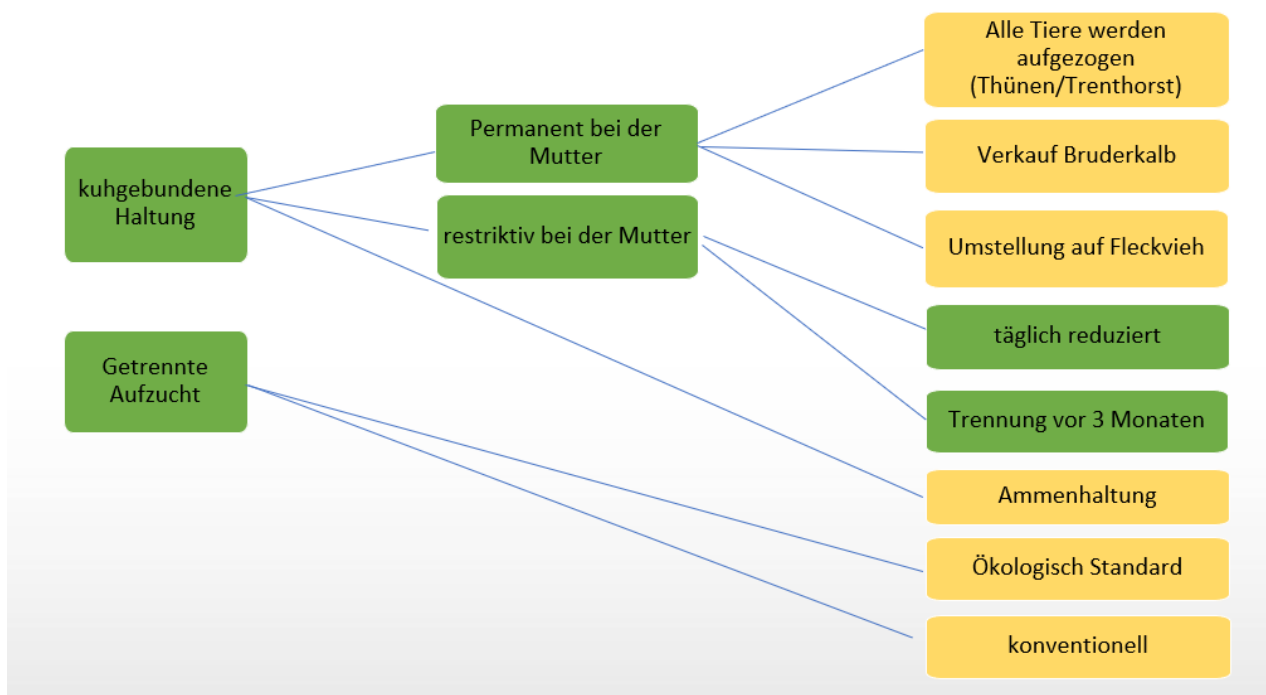 kuhgebundene
Haltung
Getrennte
Aufzucht
Permanent bei der
Mutter
restriktiv bei der Mutter
Alle Tiere werden
aufgezogen
(Thünen/Trenthorst)
Verkauf Bruderkalb
Umstellung auf Fleckvieh
täglich reduziert
Trennung vor 3 Monaten
Ammenhaltung
Ökologisch Standard
konventionell